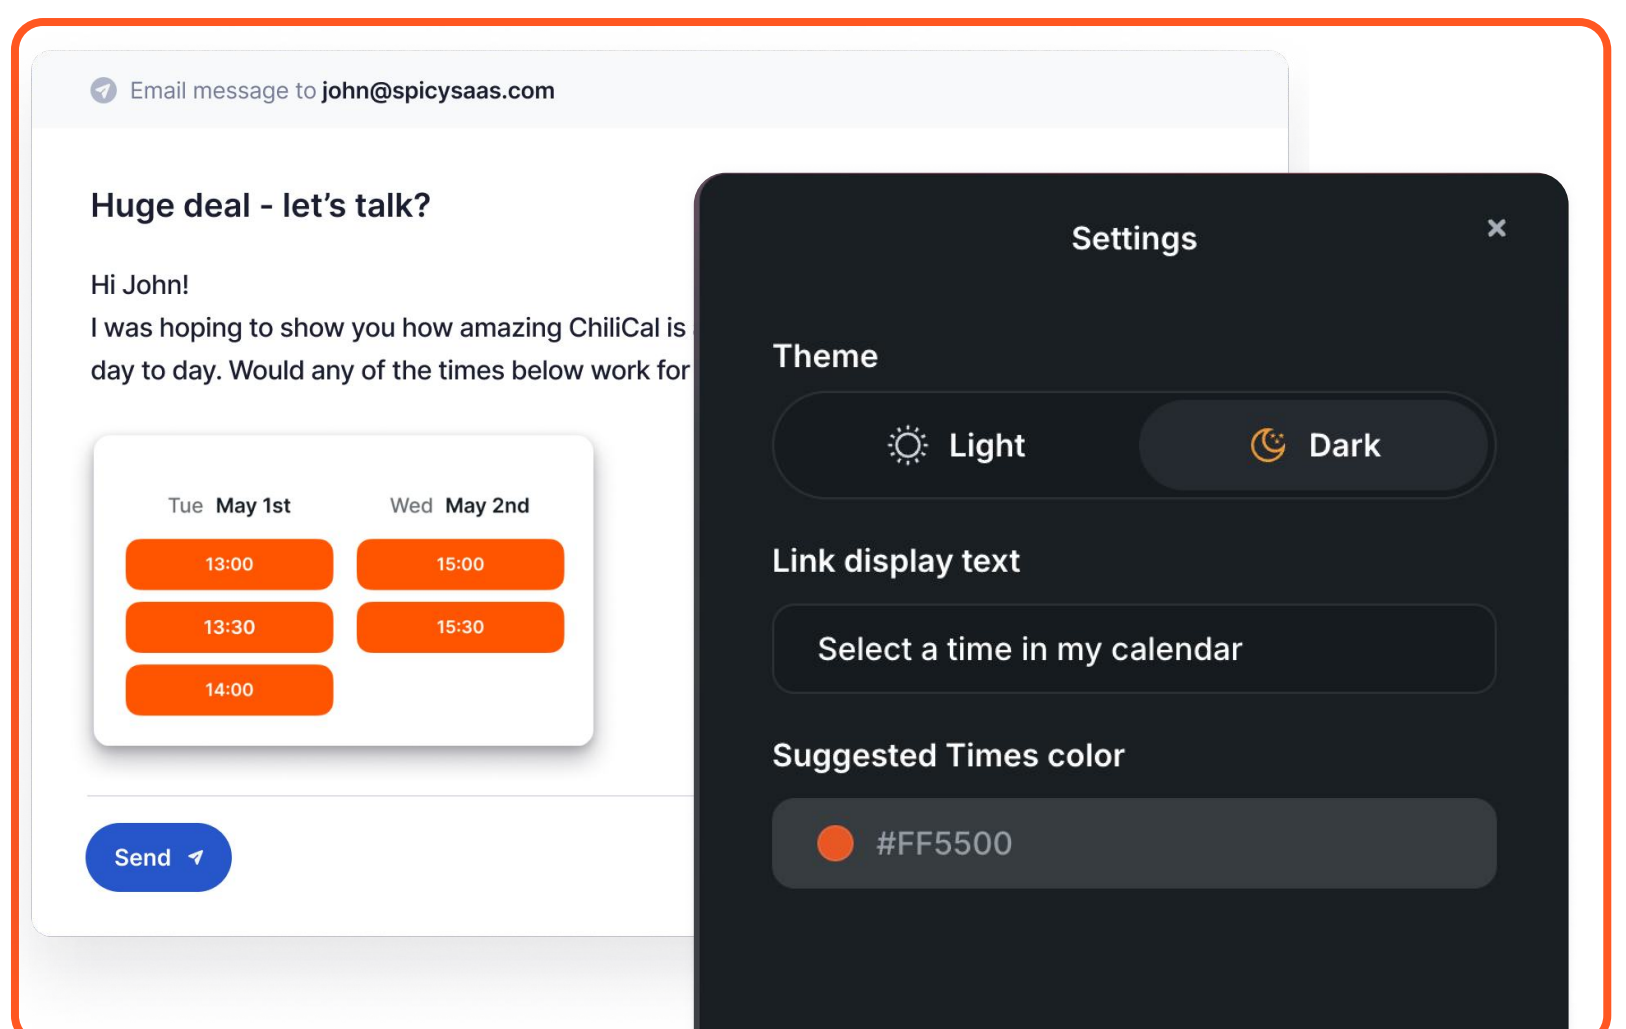 Email message to john@spicysaas.com
Huge deal - let’s talk?
Hi John!
I was hoping to show you how amazing ChiliCal is
day to day. Would any of the times below work for
Tue May 1st
13:00
13:30
14:00
Wed May 2nd
15:00
15:30
Send
Settings
Theme
Light
Dark
Link display text
Select a time in my calendar
Suggested Times color
#FF5500